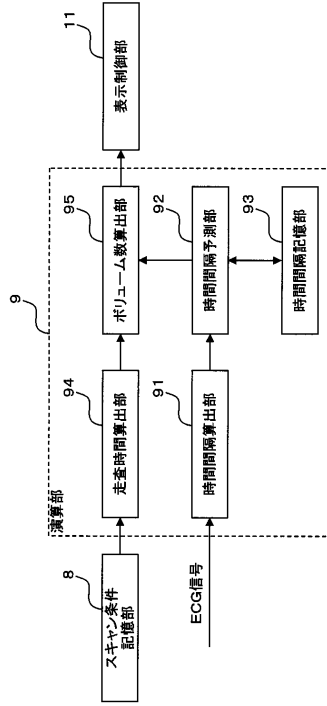 9
演算部
8
スキャン条件
記憶部
94
走査時間算出部
95
ボリューム数算出部
11
表示制御部
ECG信号
91
時間間隔算出部
92
時間間隔予測部
93
時間間隔記憶部